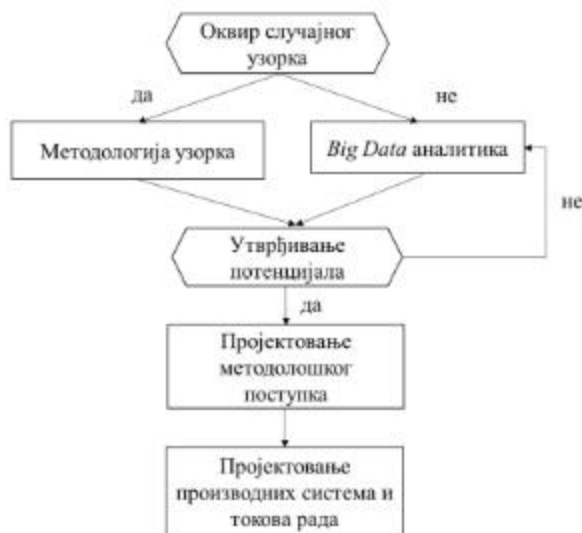 Оквир случајног
узорка
да
не
Методологија узорка
Big Data аналитика
не
Утврђивање
потенцијала
да
Пројектовање
методолошког
поступка
Пројектовање
производних система и
токова рада